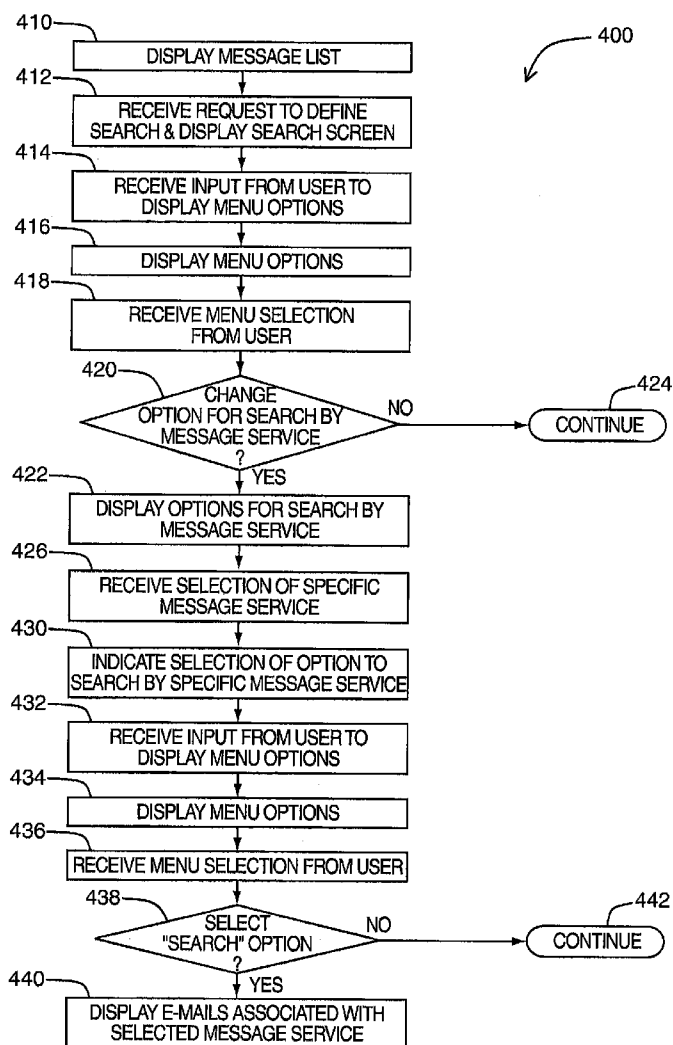 410
400
DISPLAY MESSAGE LIST
412
RECEIVE REQUEST TO DEFINE
SEARCH & DISPLAY SEARCH SCREEN
414
RECEIVE INPUT FROM USER TO
DISPLAY MENU OPTIONS
416
DISPLAY MENU OPTIONS
418
RECEIVE MENU SELECTION
FROM USER
420
CHANGE
OPTION FOR SEARCH BY
MESSAGE SERVICE
?
NO
424
CONTINUE
YES
422
DISPLAY OPTIONS FOR SEARCH BY
MESSAGE SERVICE
426
RECEIVE SELECTION OF SPECIFIC
MESSAGE SERVICE
430
INDICATE SELECTION OF OPTION TO
SEARCH BY SPECIFIC MESSAGE SERVICE
432
RECEIVE INPUT FROM USER TO
DISPLAY MENU OPTIONS
434
DISPLAY MENU OPTIONS
436
RECEIVE MENU SELECTION FROM USER
438
SELECT
"SEARCH" OPTION
?
NO
442
CONTINUE
YES
440
DISPLAY E-MAILS ASSOCIATED WITH
SELECTED MESSAGE SERVICE